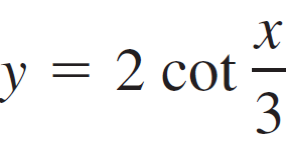 y = 2 cot x/3